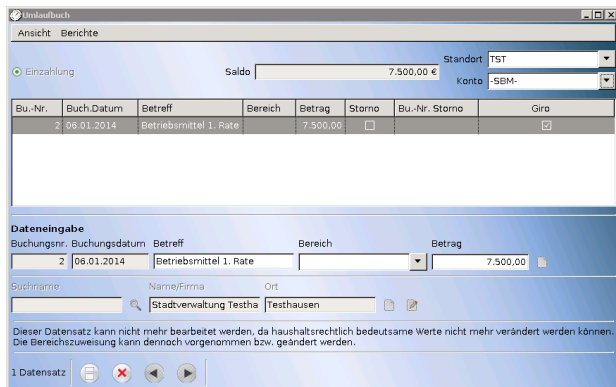 Umlaufbuch
Ansicht Berichte
Standort TST
Einzahlung Saldo 7.500,00 €
Konto -SBM-
Bu.-Nr. Buch.Datum Betreff Bereich Betrag Storno Bu.-Nr. Storno Giro
2 06.01.2014 Betriebsmittel 1. Rate 7.500,00
Dateneingabe
Buchungsnr. Buchungsdatum Betreff Bereich Betrag
2 06.01.2014 Betriebsmittel 1. Rate 7.500,00
Suchname Name/Firma Ort
Stadtverwaltung Testha Testhausen
Dieser Datensatz kann nicht mehr bearbeitet werden, da haushaltsrechtlich bedeutsame Werte nicht mehr verändert werden können.
Die Bereichszuweisung kann dennoch vorgenommen bzw. geändert werden.
1 Datensatz